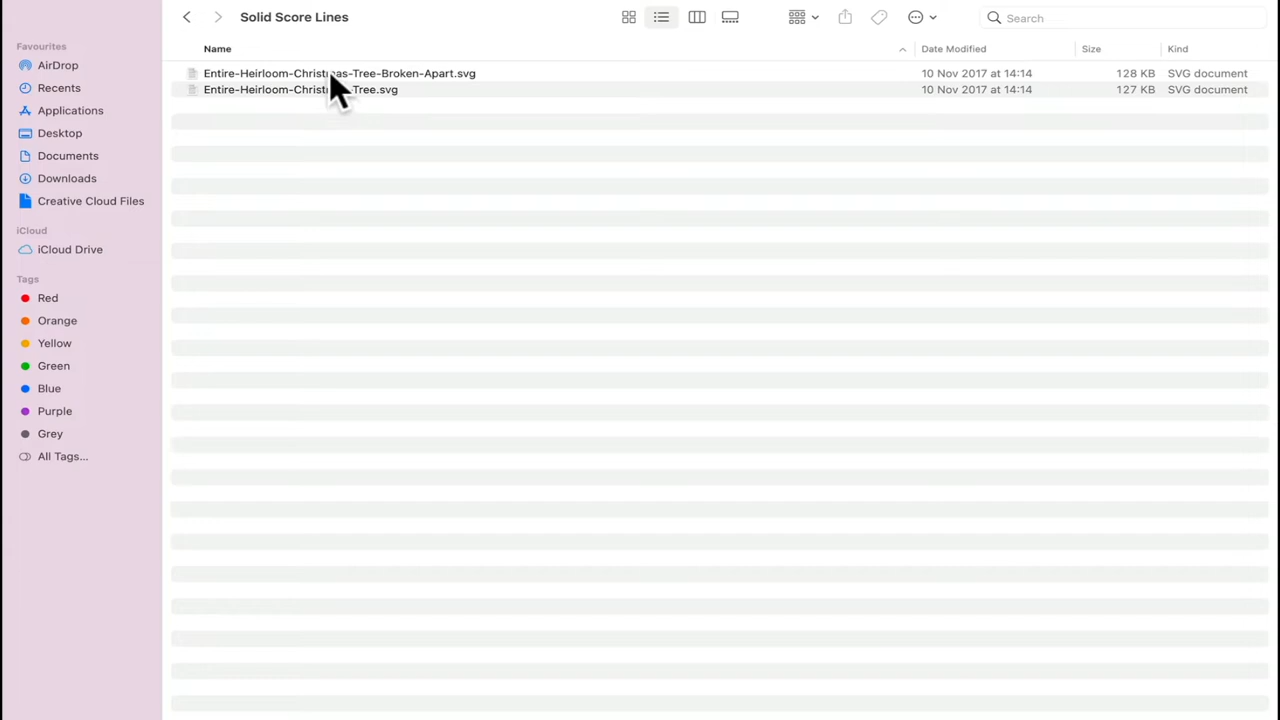 Solid Score Lines
Search
Favourites
AirDrop
Recents
Applications
Desktop
Documents
Downloads
Creative Cloud Files
iCloud
iCloud Drive
Tags
Red
Orange
Yellow
Green
Blue
Purple
Grey
All Tags...
Name Date Modified Size Kind
Entire-Heirloom-Christmas-Tree-Broken-Apart.svg 10 Nov 2017 at 14:14 128 KB SVG document
Entire-Heirloom-Christmas-Tree.svg 10 Nov 2017 at 14:14 127 KB SVG document